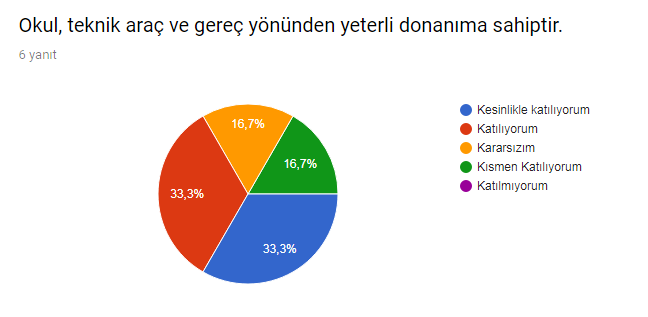 Okul, teknik araç ve gereç yönünden yeterli donanıma sahiptir.
6 yanıt
Kesinlikle katılıyorum
Katılıyorum
Kararsızım
Kısmen Katılıyorum
Katılmıyorum
16,7%
16,7%
33,3%
33,3%